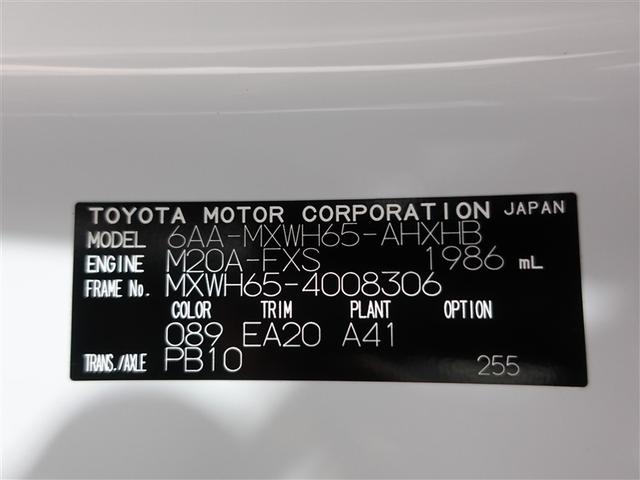 TOYOTA MOTOR CORPORATION JAPAN
MODEL 6AA-MXWH65-AHXHB
ENGINE M20A-FXS 1986 mL
FRAME No. MXWH65-4008306
COLOR TRIM PLANT OPTION
089 EA20 A41
TRANS./AXLE PB10 255